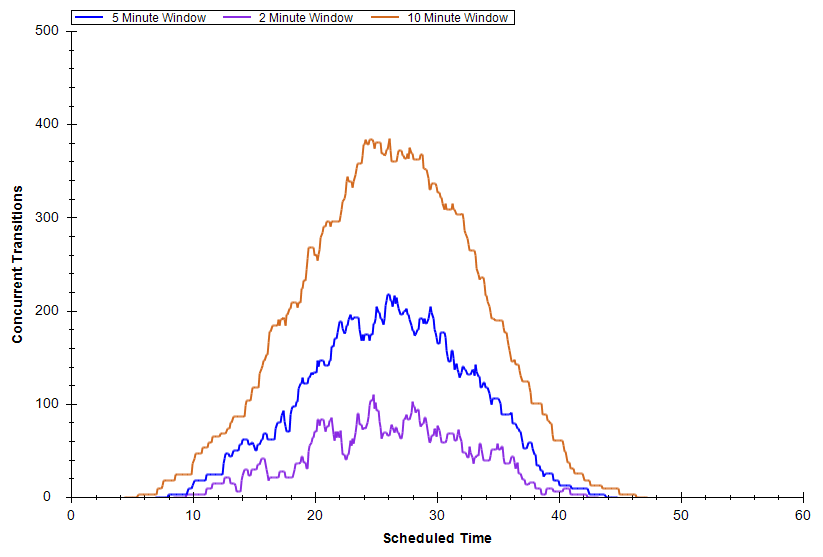 5 Minute Window 2 Minute Window 10 Minute Window
500
400
300
200
100
0
Concurrent Transitions
0 10 20 30 40 50 60
Scheduled Time